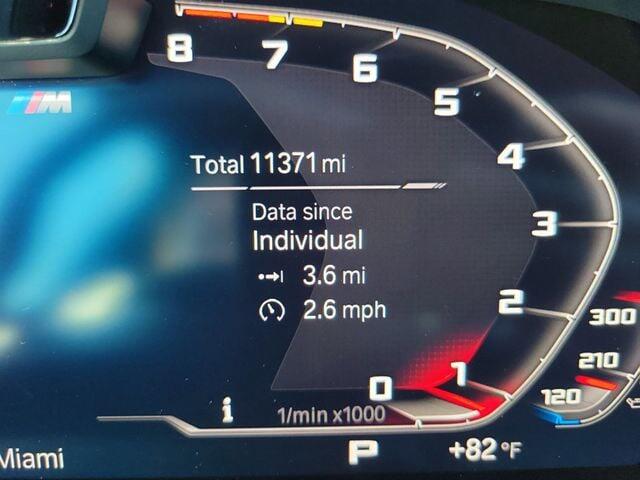 8
7
6
5
4
3
2
1
0
M
Total 11371 mi
Data since
Individual
3.6 mi
2.6 mph
300
210
120
i
1/min x1000
Miami
P
+82 °F